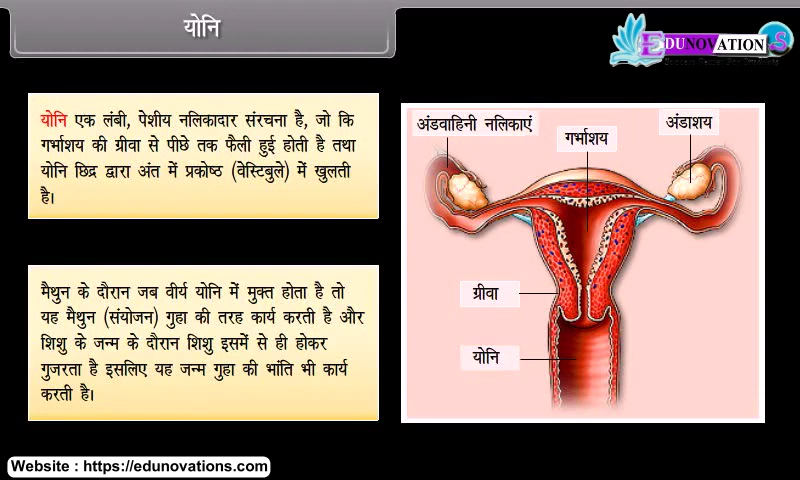 योनि
EDUNOVATIONS
योनि एक लंबी, पेशीय नलिकादार संरचना है, जो कि
गर्भाशय की ग्रीवा से पीछे तक फैली हुई होती है तथा
योनि छिद्र द्वारा अंत में प्रकोष्ठ (वेस्टिबुले) में खुलती
है।
मैथुन के दौरान जब वीर्य योनि में मुक्त होता है तो
यह मैथुन (संयोजन) गुहा की तरह कार्य करती है और
शिशु के जन्म के दौरान शिशु इसमें से ही होकर
गुजरता है इसलिए यह जन्म गुहा की भांति भी कार्य
करती है।
अंडवाहिनी नलिकाएं
गर्भाशय
अंडाशय
ग्रीवा
योनि
Website : https://edunovations.com